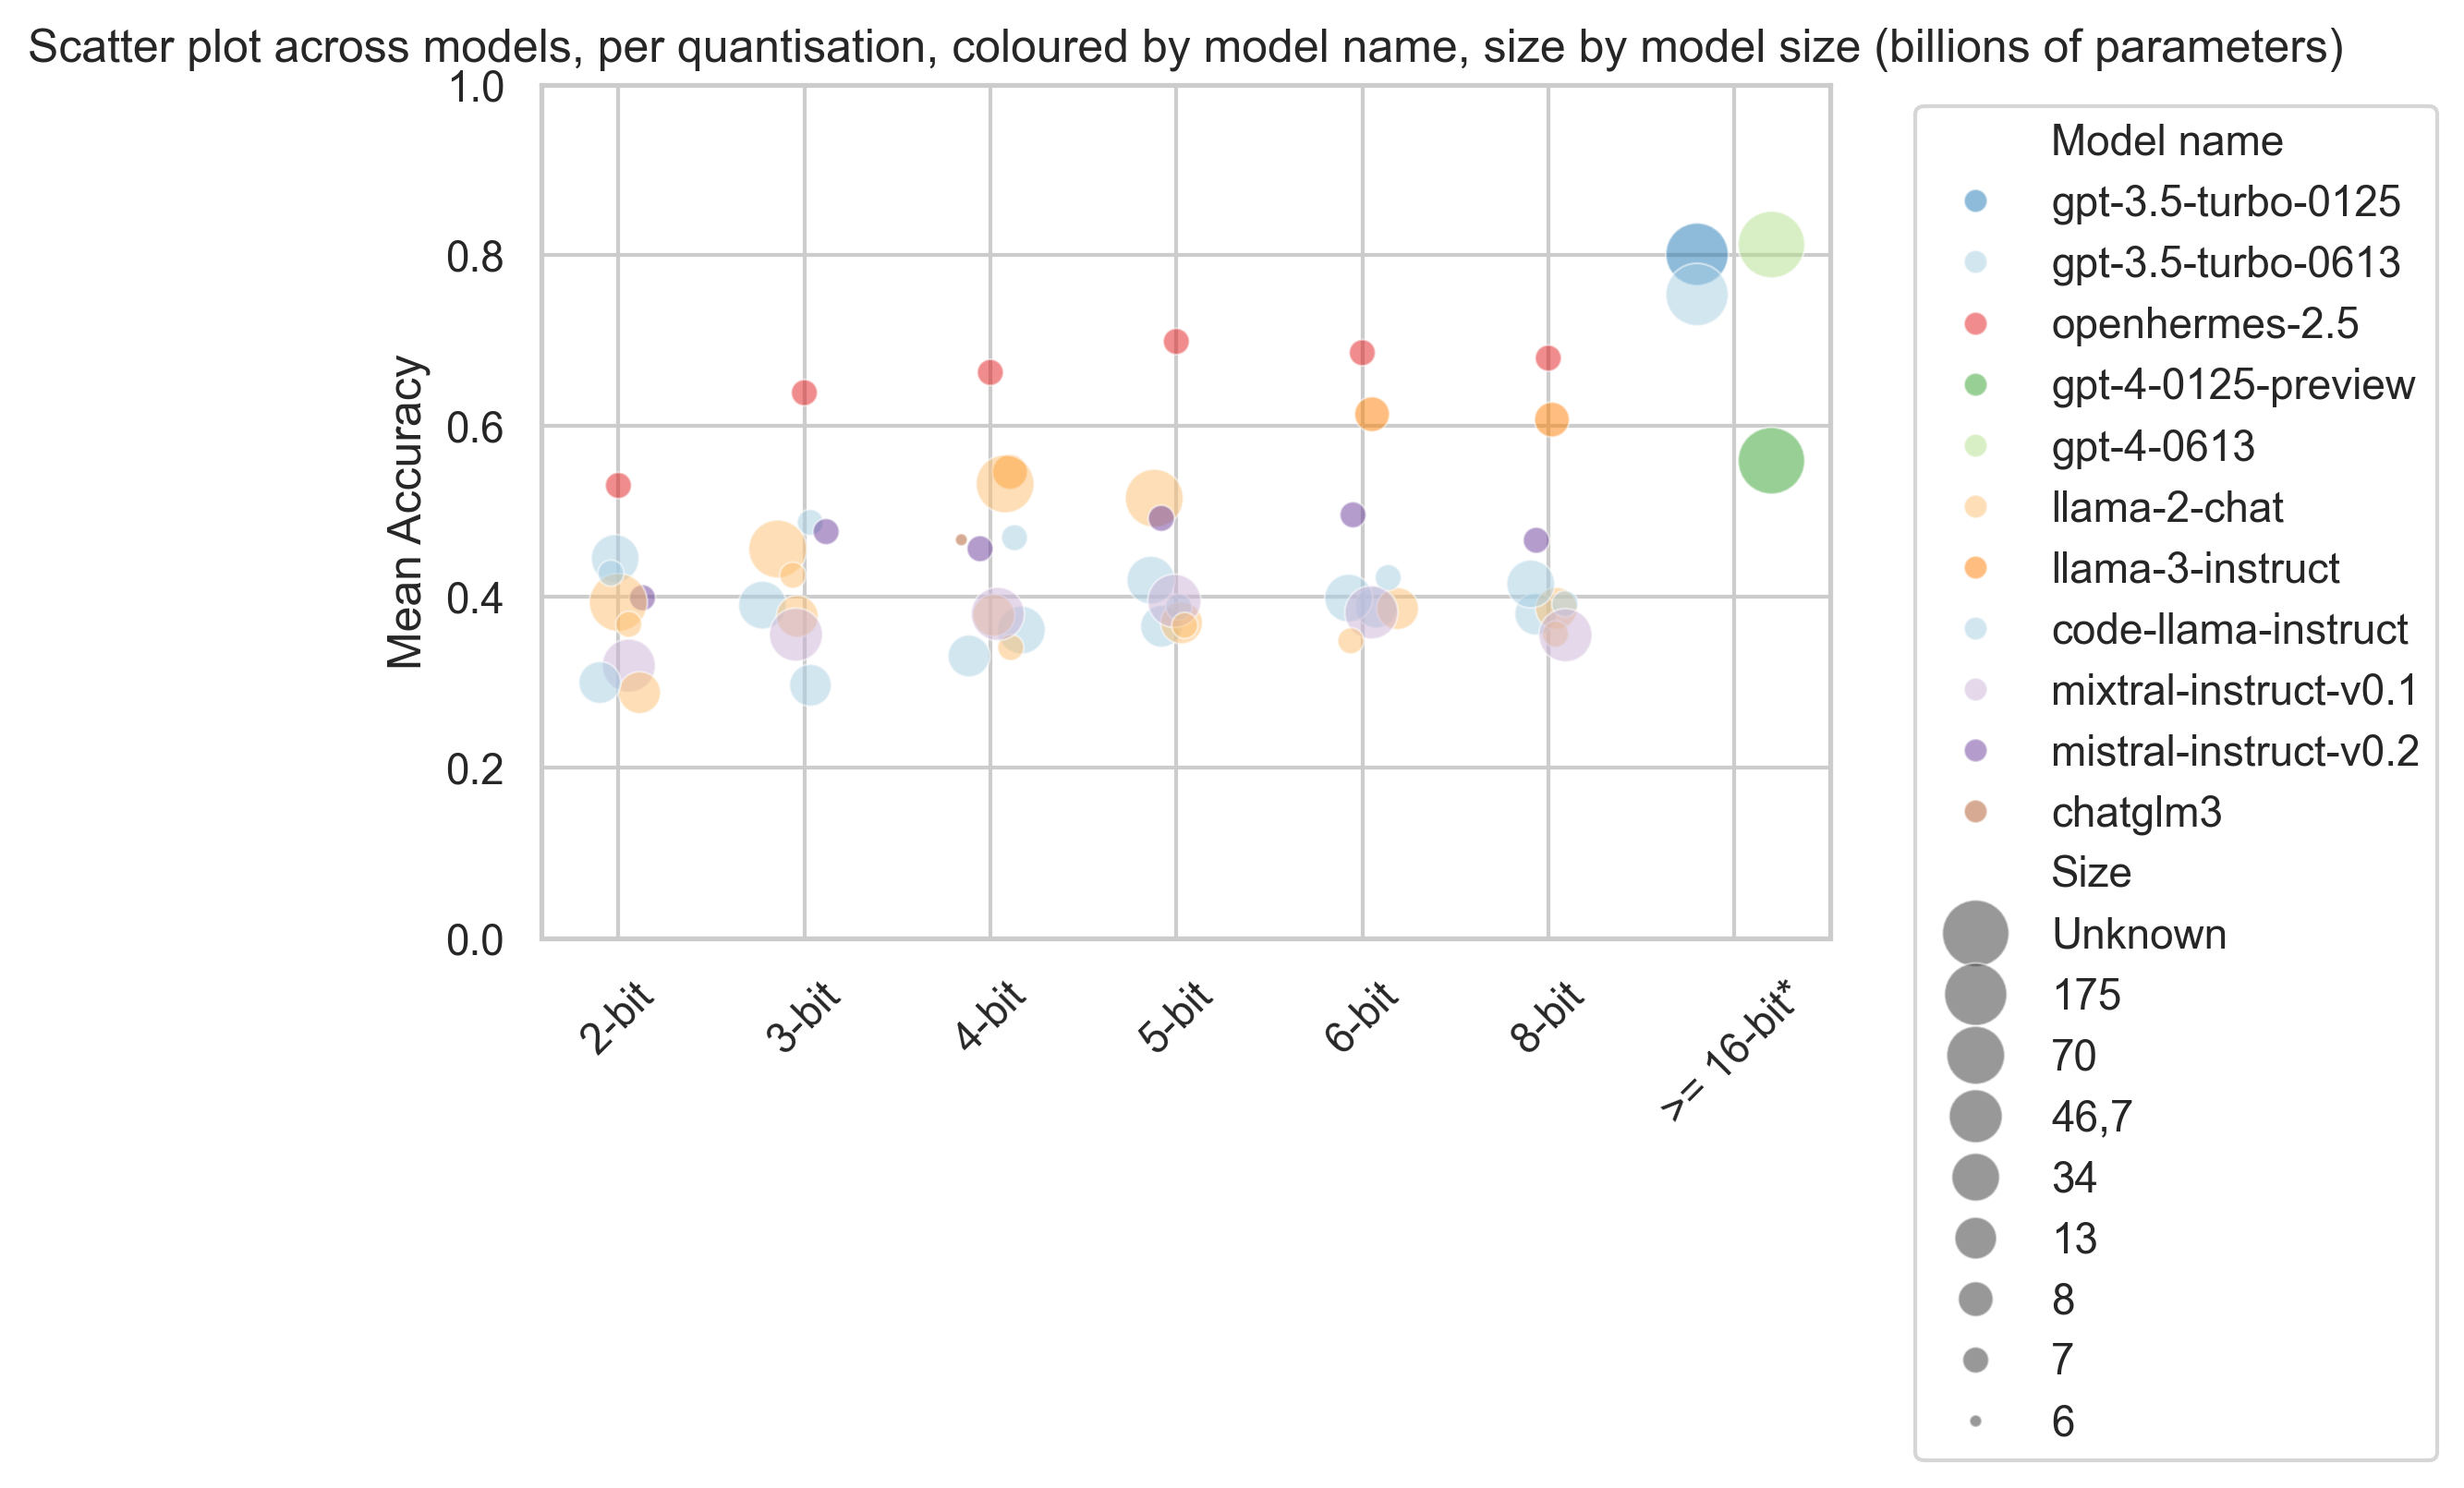 Scatter plot across models, per quantisation, coloured by model name, size by model size (billions of parameters)
1.0
0.8
0.6
0.4
0.2
0.0
Mean Accuracy
2-bit
3-bit
4-bit
5-bit
6-bit
8-bit
>= 16-bit*
Model name
gpt-3.5-turbo-0125
gpt-3.5-turbo-0613
openhermes-2.5
gpt-4-0125-preview
gpt-4-0613
llama-2-chat
llama-3-instruct
code-llama-instruct
mixtral-instruct-v0.1
mistral-instruct-v0.2
chatglm3
Size
Unknown
175
70
46,7
34
13
8
7
6